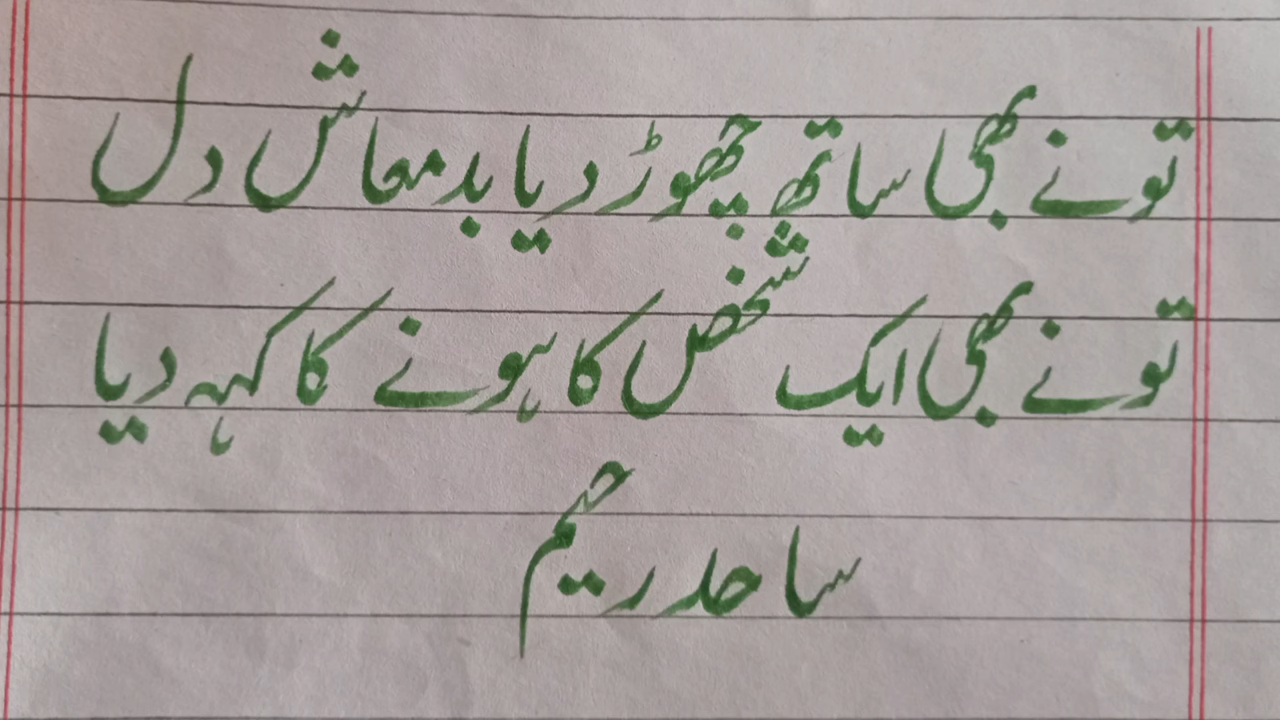 تو نے بھی ساتھ چھوڑ دیا بدمعاش دل
تو نے بھی ایک شخص کا ہونے کا کہہ دیا
ساحد رحیم